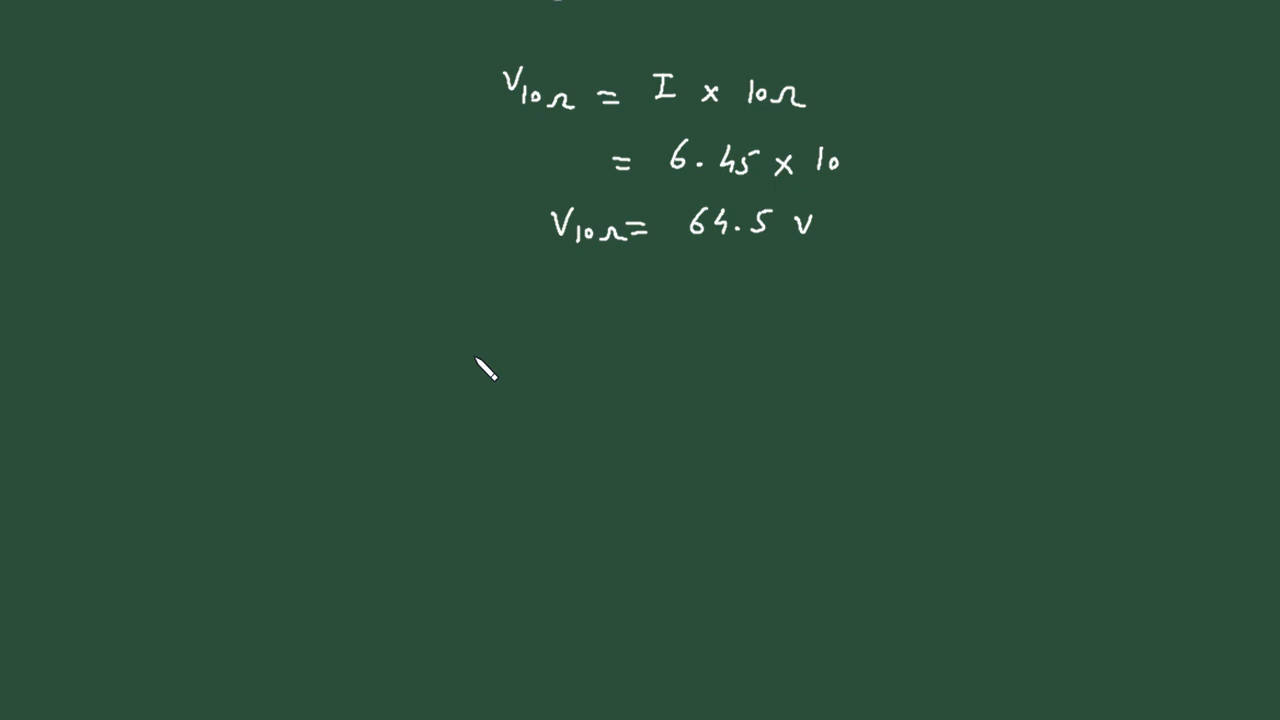 V10Ω = I x 10Ω
= 6.45 x 10
V10Ω = 64.5 V